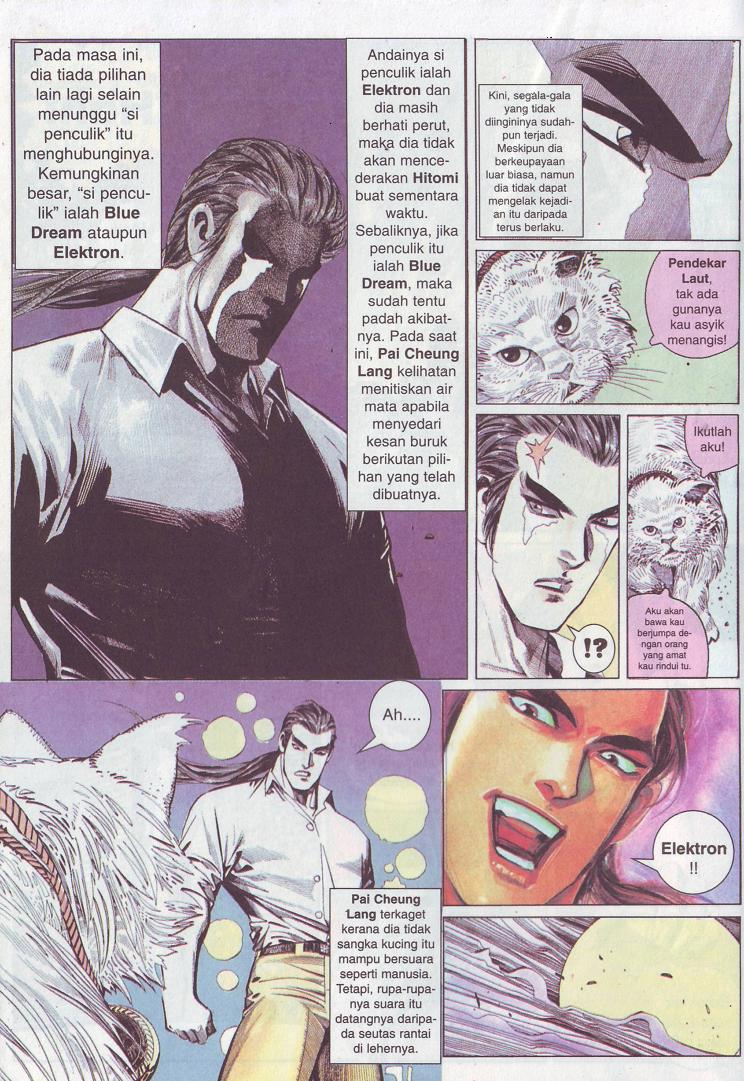 Pada masa ini,
dia tiada pilihan
lain lagi selain
menunggu “si
penculik” itu
menghubunginya.
Kemungkinan
besar, “si pencu-
lik” ialah Blue
Dream ataupun
Elektron.
Andainya si
penculik ialah
Elektron dan
dia masih
berhati perut,
maka dia tidak
akan mence-
derakan Hitomi
buat sementara
waktu.
Sebaliknya, jika
penculik itu
ialah Blue
Dream, maka
sudah tentu
padah akibat-
nya. Pada saat
ini, Pai Cheung
Lang kelihatan
menitiskan air
mata apabila
menyedari
kesan buruk
berikutan pili-
han yang telah
dibuatnya.
Kini, segala-gala
yang tidak
diingininya sudah-
pun terjadi.
Meskipun dia
berkeupayaan
luar biasa, namun
dia tidak dapat
mengelak kejadi-
an itu daripada
terus berlaku.
Pendekar
Laut,
tak ada
gunanya
kau asyik
menangis!
!?
Ikutlah
aku!
Aku akan
bawa kau
berjumpa de-
ngan orang
yang amat
kau rindui tu.
Ah....
Pai Cheung
Lang terkaget
kerana dia tidak
sangka kucing itu
mampu bersuara
seperti manusia.
Tetapi, rupa-rupa-
nya suara itu
datangnya daripa-
da seutas rantai
di lehernya.
Elektron
!!